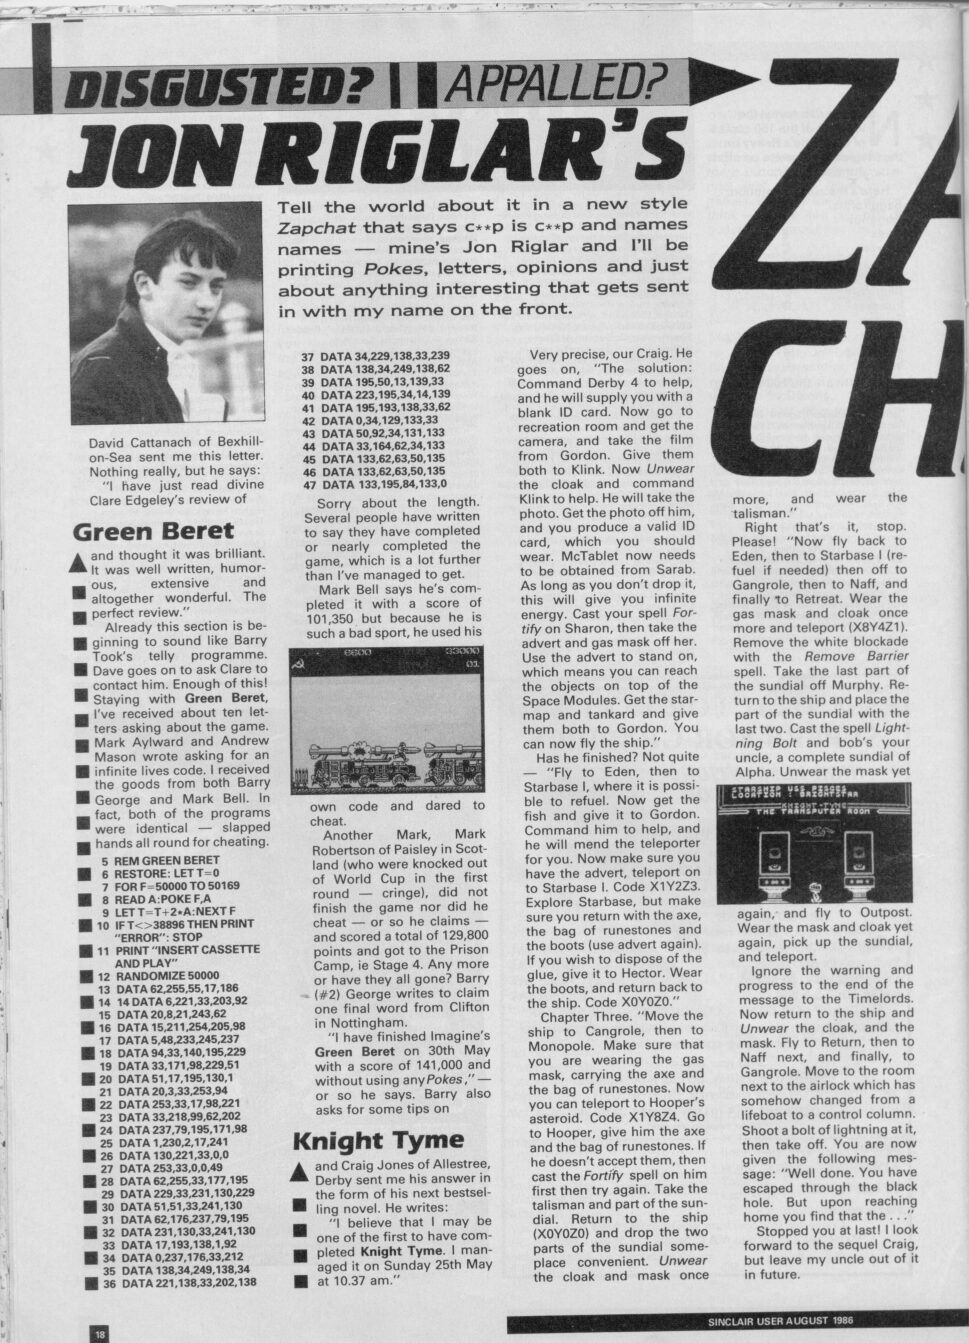 DISGUSTED? APPALLED?
JON RIGLAR'S
ZA
CH
Tell the world about it in a new style
Zapchat that says c**p is c**p and names
names — mine's Jon Riglar and I'll be
printing Pokes, letters, opinions and just
about anything interesting that gets sent
in with my name on the front.
David Cattanach of Bexhill-
on-Sea sent me this letter.
Nothing really, but he says:
"I have just read divine
Clare Edgeley's review of
Green Beret
and thought it was brilliant.
It was well written, humor-
ous, extensive and
altogether wonderful. The
perfect review."
Already this section is be-
ginning to sound like Barry
Took's telly programme.
Dave goes on to ask Clare to
contact him. Enough of this!
Staying with Green Beret,
I've received about ten let-
ters asking about the game.
Mark Aylward and Andrew
Mason wrote asking for an
infinite lives code. I received
the goods from both Barry
George and Mark Bell. In
fact, both of the programs
were identical — slapped
hands all round for cheating.
5 REM GREEN BERET
6 RESTORE: LET T=0
7 FOR F=50000 TO 50169
8 READ A:POKE F,A
9 LET T=T+2*A:NEXT F
10 IF T<>38896 THEN PRINT
"ERROR": STOP
11 PRINT "INSERT CASSETTE
AND PLAY"
12 RANDOMIZE 50000
13 DATA 62,255,55,17,186
14 14 DATA 6,221,33,203,92
15 DATA 20,8,21,243,62
16 DATA 15,211,254,205,98
17 DATA 5,48,233,245,237
18 DATA 94,33,140,195,229
19 DATA 33,171,98,229,51
20 DATA 51,17,195,130,1
21 DATA 20,3,33,253,94
22 DATA 253,33,17,98,221
23 DATA 33,218,99,62,202
24 DATA 237,79,195,171,98
25 DATA 1,230,2,17,241
26 DATA 130,221,33,0,0
27 DATA 253,33,0,0,49
28 DATA 62,255,33,177,195
29 DATA 229,33,231,130,229
30 DATA 51,51,33,241,130
31 DATA 62,176,237,79,195
32 DATA 231,130,33,241,130
33 DATA 17,193,138,1,92
34 DATA 0,237,176,33,212
35 DATA 138,34,249,138,34
36 DATA 221,138,33,202,138
37 DATA 34,229,138,33,239
38 DATA 138,34,249,138,62
39 DATA 195,50,13,139,33
40 DATA 223,195,34,14,139
41 DATA 195,193,138,33,62
42 DATA 0,34,129,133,33
43 DATA 50,92,34,131,133
44 DATA 33,164,62,34,133
45 DATA 133,62,63,50,135
46 DATA 133,62,63,50,135
47 DATA 133,195,84,133,0
Sorry about the length.
Several people have written
to say they have completed
or nearly completed the
game, which is a lot further
than I've managed to get.
Mark Bell says he's com-
pleted it with a score of
101,350 but because he is
such a bad sport, he used his
6600 33000
01
own code and dared to
cheat.
Another Mark, Mark
Robertson of Paisley in Scot-
land (who were knocked out
of World Cup in the first
round — cringe), did not
finish the game nor did he
cheat — or so he claims —
and scored a total of 129,800
points and got to the Prison
Camp, ie Stage 4. Any more
or have they all gone? Barry
(#2) George writes to claim
one final word from Clifton
in Nottingham.
"I have finished Imagine's
Green Beret on 30th May
with a score of 141,000 and
without using any Pokes," —
or so he says. Barry also
asks for some tips on
Knight Tyme
and Craig Jones of Allestree,
Derby sent me his answer in
the form of his next bestsel-
ling novel. He writes:
"I believe that I may be
one of the first to have com-
pleted Knight Tyme. I man-
aged it on Sunday 25th May
at 10.37 am."
Very precise, our Craig. He
goes on, "The solution:
Command Derby 4 to help,
and he will supply you with a
blank ID card. Now go to
recreation room and get the
camera, and take the film
from Gordon. Give them
both to Klink. Now Unwear
the cloak and command
Klink to help. He will take the
photo. Get the photo off him,
and you produce a valid ID
card, which you should
wear. McTablet now needs
to be obtained from Sarab.
As long as you don't drop it,
this will give you infinite
energy. Cast your spell For-
tify on Sharon, then take the
advert and gas mask off her.
Use the advert to stand on,
which means you can reach
the objects on top of the
Space Modules. Get the star-
map and tankard and give
them both to Gordon. You
can now fly the ship."
Has he finished? Not quite
— "Fly to Eden, then to
Starbase I, where it is possi-
ble to refuel. Now get the
fish and give it to Gordon.
Command him to help, and
he will mend the teleporter
for you. Now make sure you
have the advert, teleport on
to Starbase I. Code X1Y2Z3.
Explore Starbase, but make
sure you return with the axe,
the bag of runestones and
the boots (use advert again).
If you wish to dispose of the
glue, give it to Hector. Wear
the boots, and return back to
the ship. Code X0Y0Z0."
Chapter Three. "Move the
ship to Cangrole, then to
Monopole. Make sure that
you are wearing the gas
mask, carrying the axe and
the bag of runestones. Now
you can teleport to Hooper's
asteroid. Code X1Y8Z4. Go
to Hooper, give him the axe
and the bag of runestones. If
he doesn't accept them, then
cast the Fortify spell on him
first then try again. Take the
talisman and part of the sun-
dial. Return to the ship
(X0Y0Z0) and drop the two
parts of the sundial some-
place convenient. Unwear
the cloak and mask once
more, and wear the
talisman."
Right that's it, stop.
Please! "Now fly back to
Eden, then to Starbase I (re-
fuel if needed) then off to
Gangrole, then to Naff, and
finally to Retreat. Wear the
gas mask and cloak once
more and teleport (X8Y4Z1).
Remove the white blockade
with the Remove Barrier
spell. Take the last part of
the sundial off Murphy. Re-
turn to the ship and place the
part of the sundial with the
last two. Cast the spell Light-
ning Bolt and bob's your
uncle, a complete sundial of
Alpha. Unwear the mask yet
STARSHIP USS PISCES
LOCATION : BRIGHTSTAR
KNIGHT TYME
THE TRANSPUTER ROOM
again, and fly to Outpost.
Wear the mask and cloak yet
again, pick up the sundial,
and teleport.
Ignore the warning and
progress to the end of the
message to the Timelords.
Now return to the ship and
Unwear the cloak, and the
mask. Fly to Return, then to
Naff next, and finally, to
Gangrole. Move to the room
next to the airlock which has
somehow changed from a
lifeboat to a control column.
Shoot a bolt of lightning at it,
then take off. You are now
given the following mes-
sage: "Well done. You have
escaped through the black
hole. But upon reaching
home you find that the . . ."
Stopped you at last! I look
forward to the sequel Craig,
but leave my uncle out of it
in future.
18
SINCLAIR USER AUGUST 1986